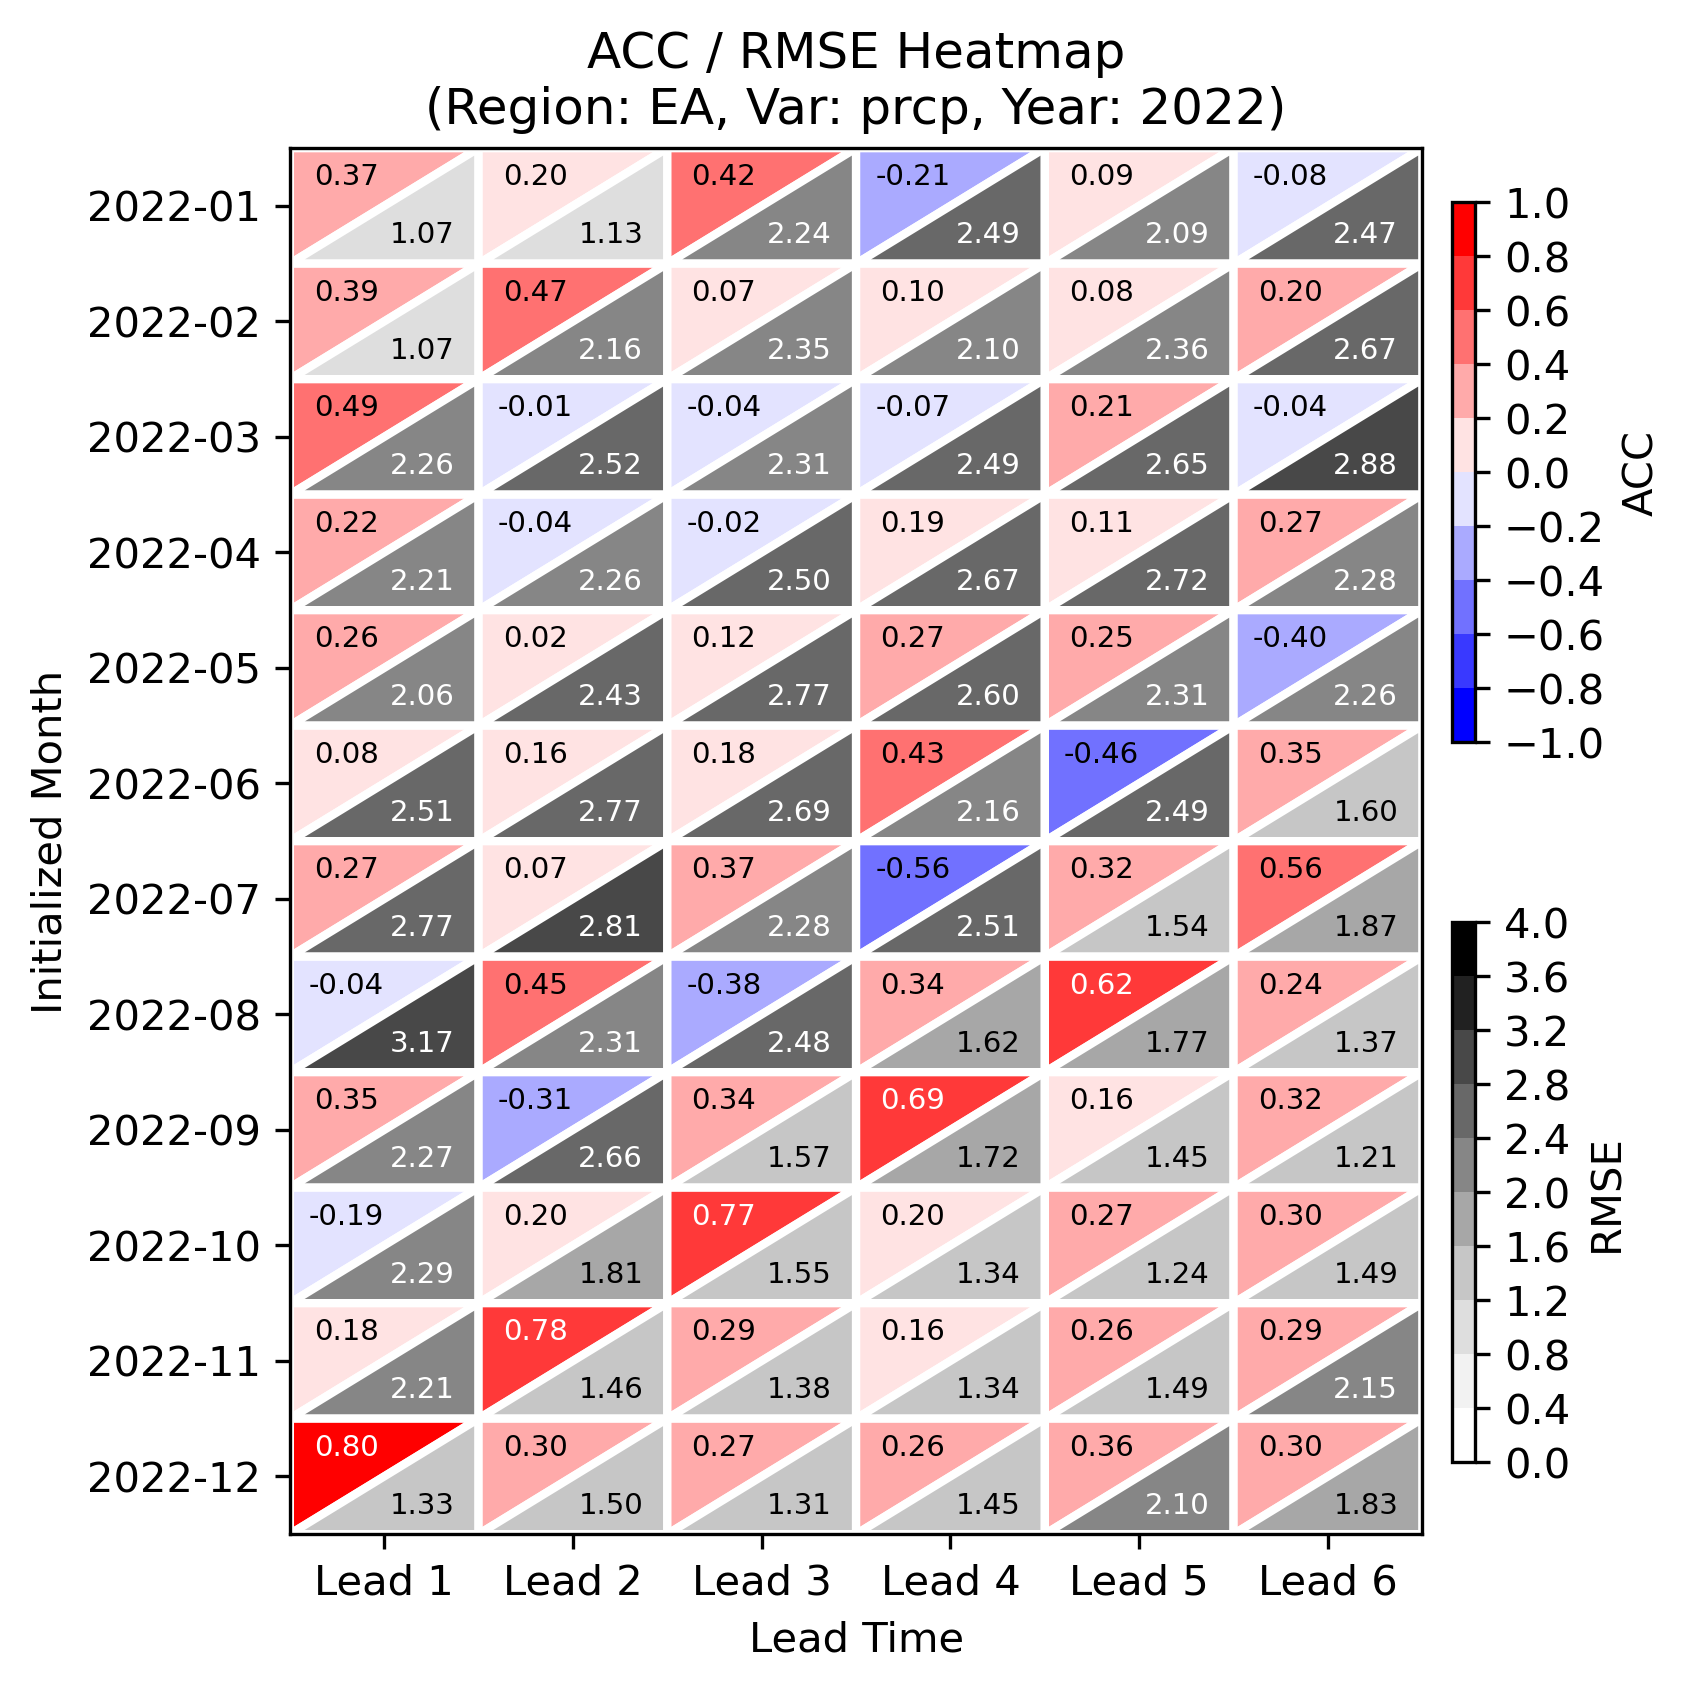 ACC / RMSE Heatmap
(Region: EA, Var: prcp, Year: 2022)
Initialized Month
2022-01
0.37 0.20 0.42 -0.21 0.09 -0.08
1.07 1.13 2.24 2.49 2.09 2.47
2022-02
0.39 0.47 0.07 0.10 0.08 0.20
1.07 2.16 2.35 2.10 2.36 2.67
2022-03
0.49 -0.01 -0.04 -0.07 0.21 -0.04
2.26 2.52 2.31 2.49 2.65 2.88
2022-04
0.22 -0.04 -0.02 0.19 0.11 0.27
2.21 2.26 2.50 2.67 2.72 2.28
2022-05
0.26 0.02 0.12 0.27 0.25 -0.40
2.06 2.43 2.77 2.60 2.31 2.26
2022-06
0.08 0.16 0.18 0.43 -0.46 0.35
2.51 2.77 2.69 2.16 2.49 1.60
2022-07
0.27 0.07 0.37 -0.56 0.32 0.56
2.77 2.81 2.28 2.51 1.54 1.87
2022-08
-0.04 0.45 -0.38 0.34 0.62 0.24
3.17 2.31 2.48 1.62 1.77 1.37
2022-09
0.35 -0.31 0.34 0.69 0.16 0.32
2.27 2.66 1.57 1.72 1.45 1.21
2022-10
-0.19 0.20 0.77 0.20 0.27 0.30
2.29 1.81 1.55 1.34 1.24 1.49
2022-11
0.18 0.78 0.29 0.16 0.26 0.29
2.21 1.46 1.38 1.34 1.49 2.15
2022-12
0.80 0.30 0.27 0.26 0.36 0.30
1.33 1.50 1.31 1.45 2.10 1.83
Lead 1 Lead 2 Lead 3 Lead 4 Lead 5 Lead 6
Lead Time
1.0
0.8
0.6
0.4
0.2
0.0
−0.2
−0.4
−0.6
−0.8
−1.0
ACC
4.0
3.6
3.2
2.8
2.4
2.0
1.6
1.2
0.8
0.4
0.0
RMSE